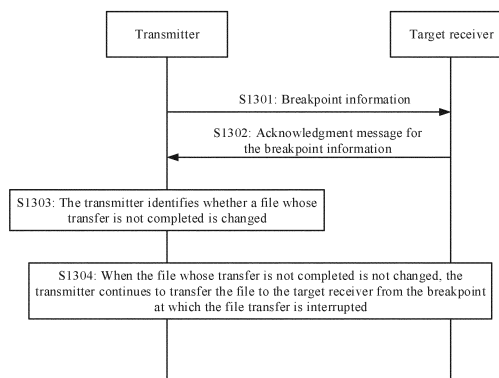 Transmitter
Target receiver
S1301: Breakpoint information
S1302: Acknowledgment message for
the breakpoint information
S1303: The transmitter identifies whether a file whose
transfer is not completed is changed
S1304: When the file whose transfer is not completed is not changed, the
transmitter continues to transfer the file to the target receiver from the breakpoint
at which the file transfer is interrupted